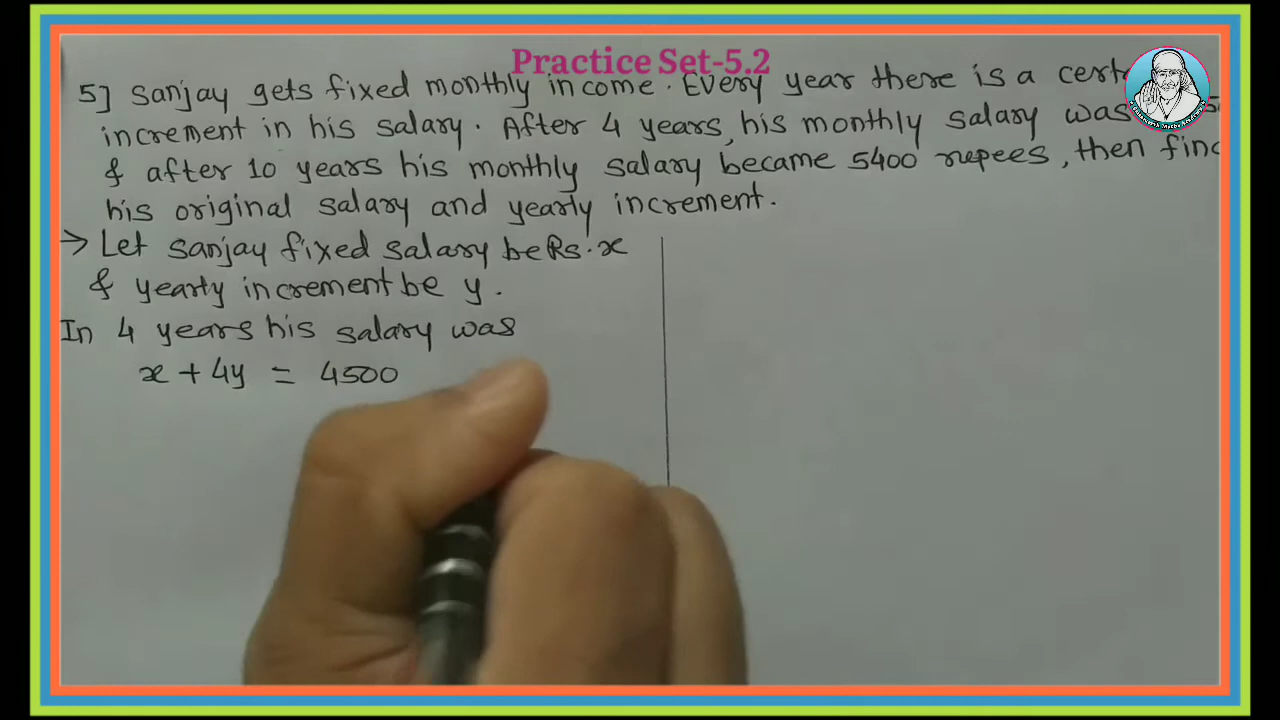 Practice Set-5.2
5] Sanjay gets fixed monthly income. Every year there is a
increment in his salary. After 4 years, his monthly salary was
& after 10 years his monthly salary became 5400 rupees, then find
his original salary and yearly increment.
→ Let Sanjay fixed salary be Rs. x
& yearly increment be y.
In 4 years his salary was
x + 4y = 4500